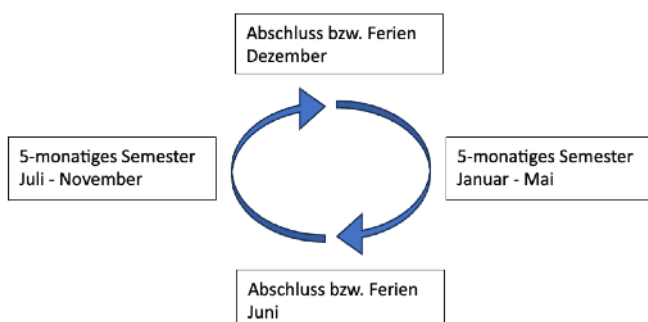 Abschluss bzw. Ferien
Dezember
5-monatiges Semester
Juli - November
5-monatiges Semester
Januar - Mai
Abschluss bzw. Ferien
Juni